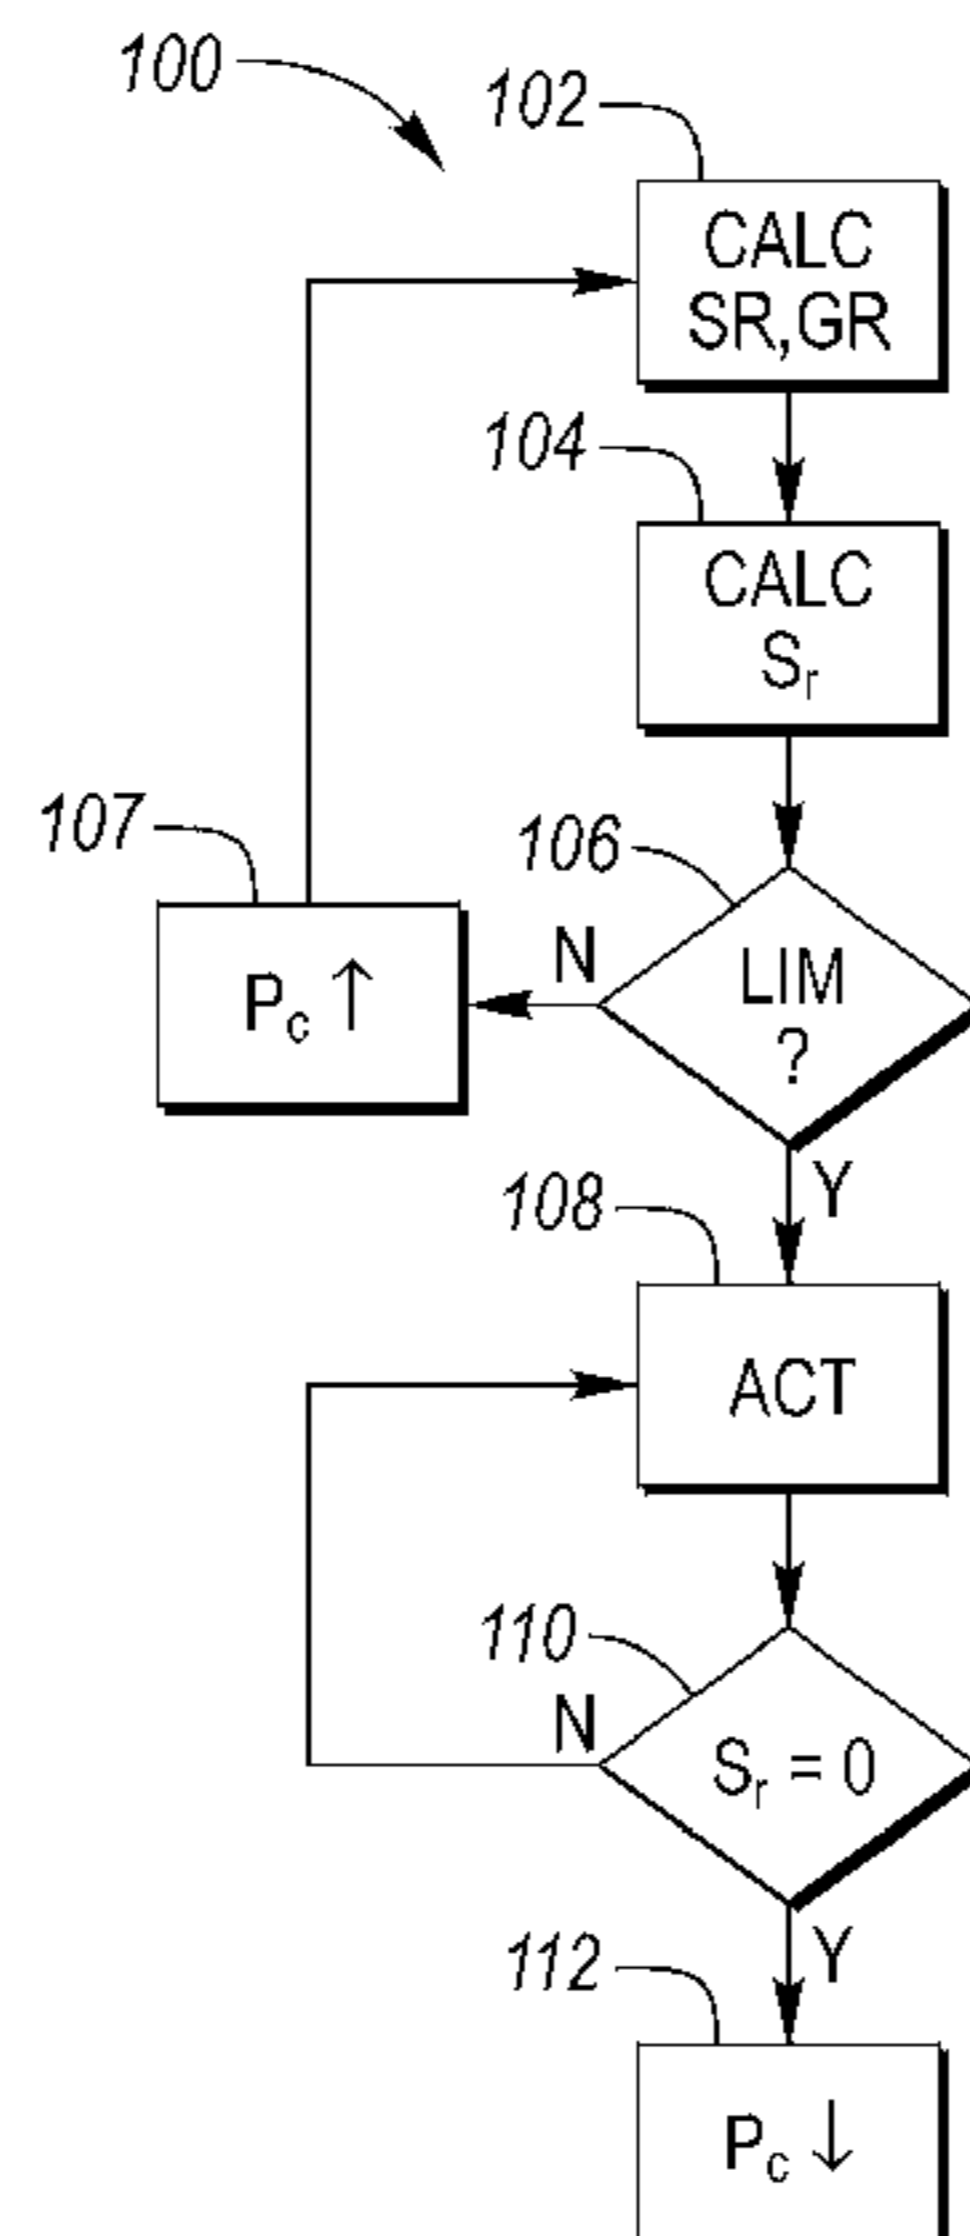 100
102
CALC
SR,GR
104
CALC
Sr
107
106
N
LIM
?
Pc ↑
Y
108
ACT
110
N
Sr = 0
Y
112
Pc ↓